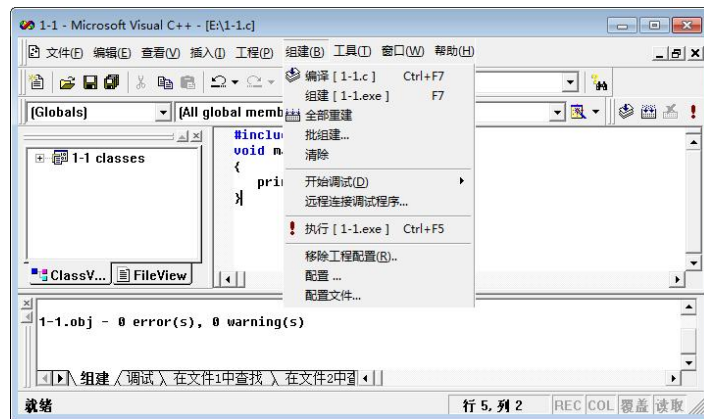 1-1 - Microsoft Visual C++ - [E:\1-1.c]
文件(F) 编辑(E) 查看(V) 插入(I) 工程(P) 组建(B) 工具(T) 窗口(W) 帮助(H)
(Globals) (All global memb
编译 [ 1-1.c ] Ctrl+F7
组建 [ 1-1.exe ] F7
全部重建
批组建...
清除
开始调试(D)
远程连接调试程序...
执行 [ 1-1.exe ] Ctrl+F5
移除工程配置(R)..
配置 ...
配置文件...
1-1 classes
#inclu
void m
{
pri
}
ClassV... FileView
1-1.obj - 0 error(s), 0 warning(s)
组建 调试 在文件1中查找 在文件2中查
就绪 行 5, 列 2 REC COL 覆盖 读取